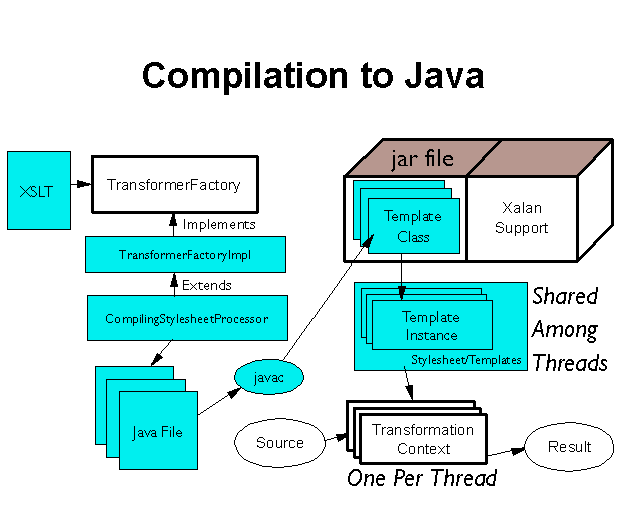 Compilation to Java
XSLT
TransformerFactory
Implements
TransformerFactoryImpl
Extends
CompilingStylesheetProcessor
Java File
javac
jar file
Template
Class
Xalan
Support
Template
Instance
Stylesheet/Templates
Shared
Among
Threads
Source
Transformation
Context
Result
One Per Thread